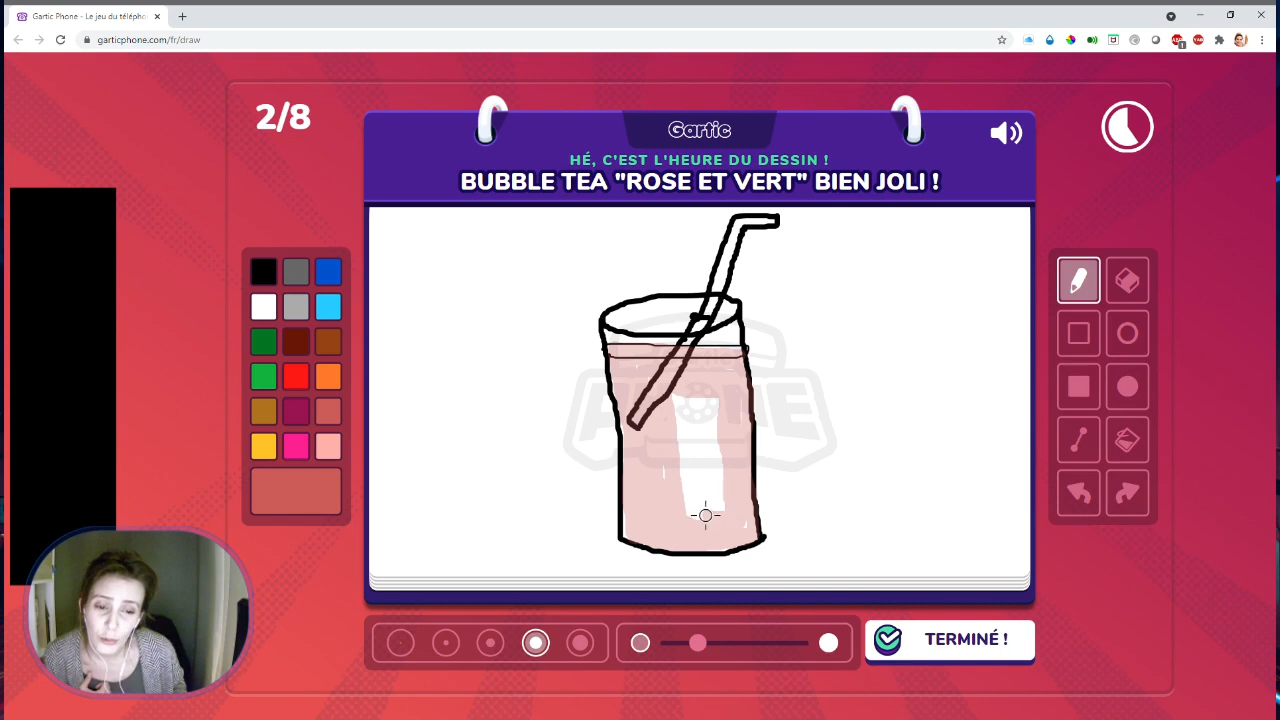 Gartic Phone - Le jeu du télépho
garticphone.com/fr/draw
2/8
Gartic
HÉ, C'EST L'HEURE DU DESSIN !
BUBBLE TEA "ROSE ET VERT" BIEN JOLI !
PHONE
TERMINÉ !